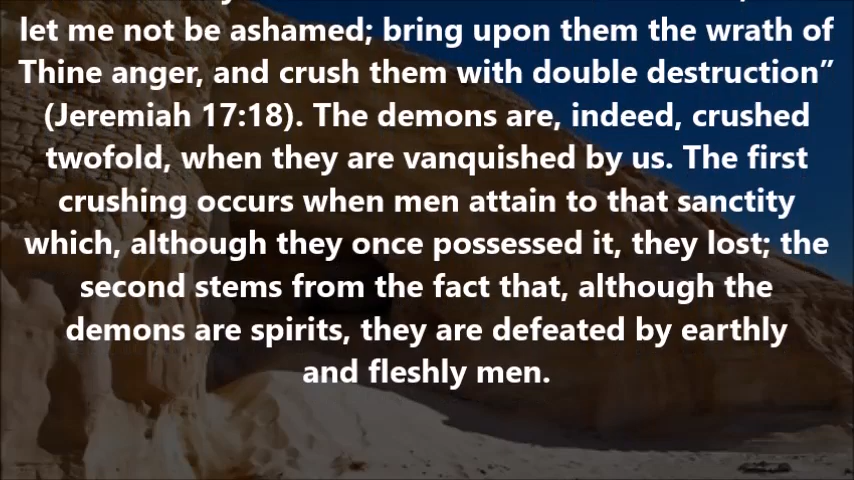 let me not be ashamed; bring upon them the wrath of
Thine anger, and crush them with double destruction”
(Jeremiah 17:18). The demons are, indeed, crushed
twofold, when they are vanquished by us. The first
crushing occurs when men attain to that sanctity
which, although they once possessed it, they lost; the
second stems from the fact that, although the
demons are spirits, they are defeated by earthly
and fleshly men.